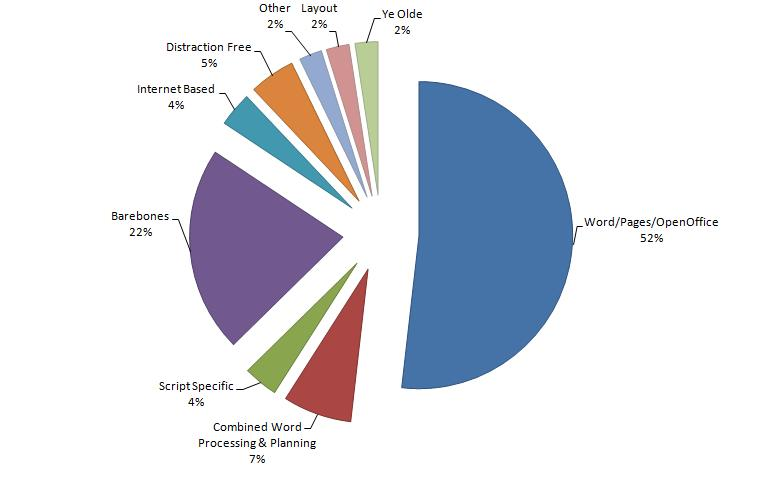 Other
2%
Layout
2%
Ye Olde
2%
Distraction Free
5%
Internet Based
4%
Barebones
22%
Word/Pages/OpenOffice
52%
Script Specific
4%
Combined Word
Processing & Planning
7%